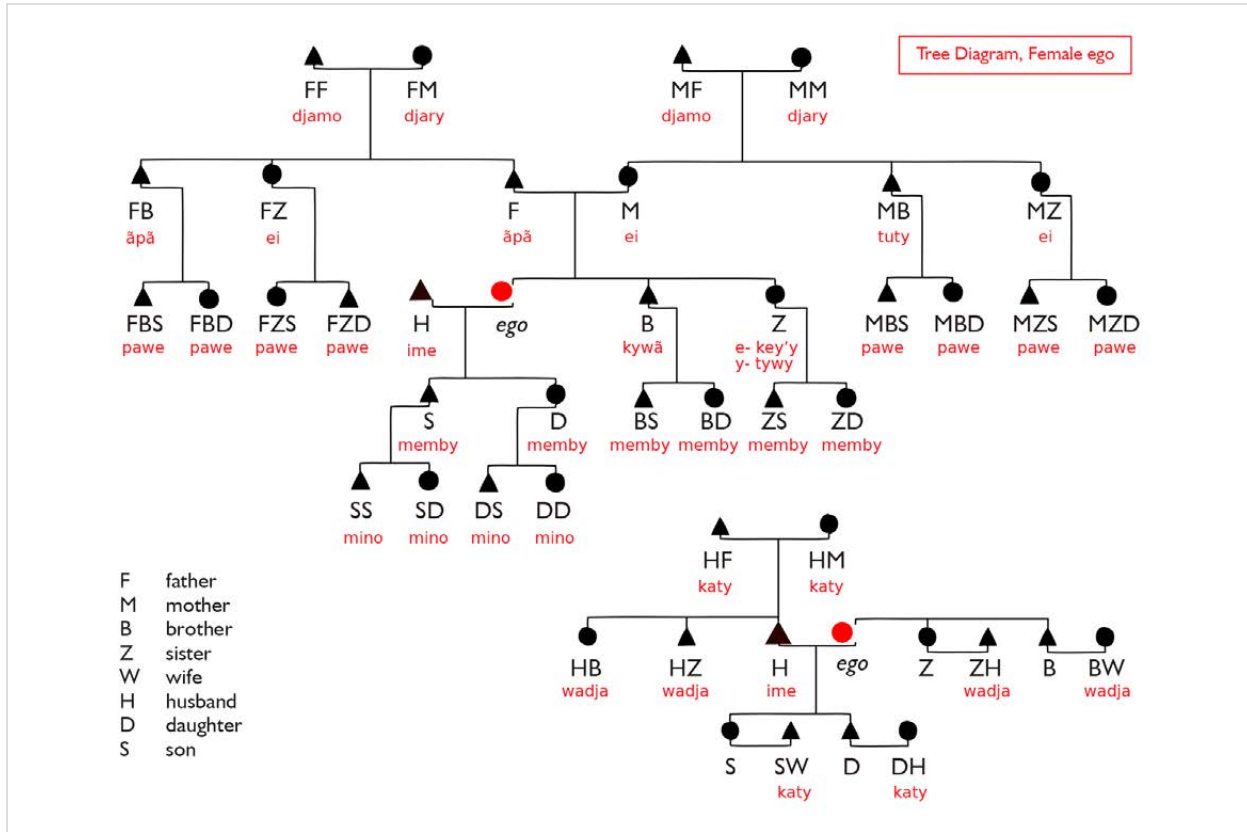 Tree Diagram, Female ego
FF FM MF MM
djamo djary djamo djary
FB FZ F M MB MZ
ãpã ei ãpã ei tuty ei
FBS FBD FZS FZD H ego B Z MBS MBD MZS MZD
pawe pawe pawe pawe ime kywã e- key'y pawe pawe pawe pawe
y- tywy
S D BS BD ZS ZD
memby memby memby memby memby memby
SS SD DS DD
mino mino mino mino
HF HM
katy katy
HB HZ H ego Z ZH B BW
wadja wadja ime wadja wadja
S SW D DH
katy katy
F father
M mother
B brother
Z sister
W wife
H husband
D daughter
S son